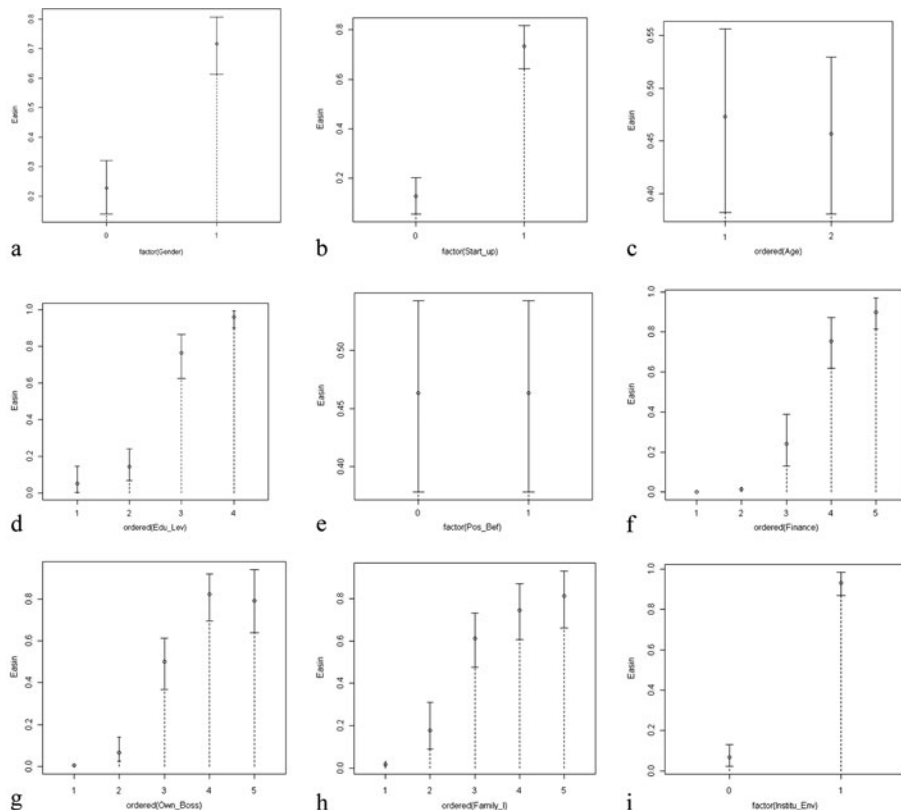 0.8
0.7
0.6
0.5
0.4
0.3
0.2
Easin
0
1
factor(Gender)
a
0.8
0.6
0.4
0.2
Easin
0
1
factor(Start_up)
b
0.55
0.50
0.45
0.40
Easin
1
2
ordered(Age)
c
1.0
0.8
0.6
0.4
0.2
0.0
Easin
1
2
3
4
ordered(Edu_Lev)
d
0.50
0.45
0.40
Easin
0
1
factor(Pos_Bef)
e
1.0
0.8
0.6
0.4
0.2
0.0
Easin
1
2
3
4
5
ordered(Finance)
f
0.8
0.6
0.4
0.2
0.0
Easin
1
2
3
4
5
ordered(Own_Boss)
g
1.0
0.8
0.6
0.4
0.2
0.0
Easin
1
2
3
4
5
ordered(Family_I)
h
1.0
0.8
0.6
0.4
0.2
0.0
Easin
0
1
factor(Institu_Env)
i